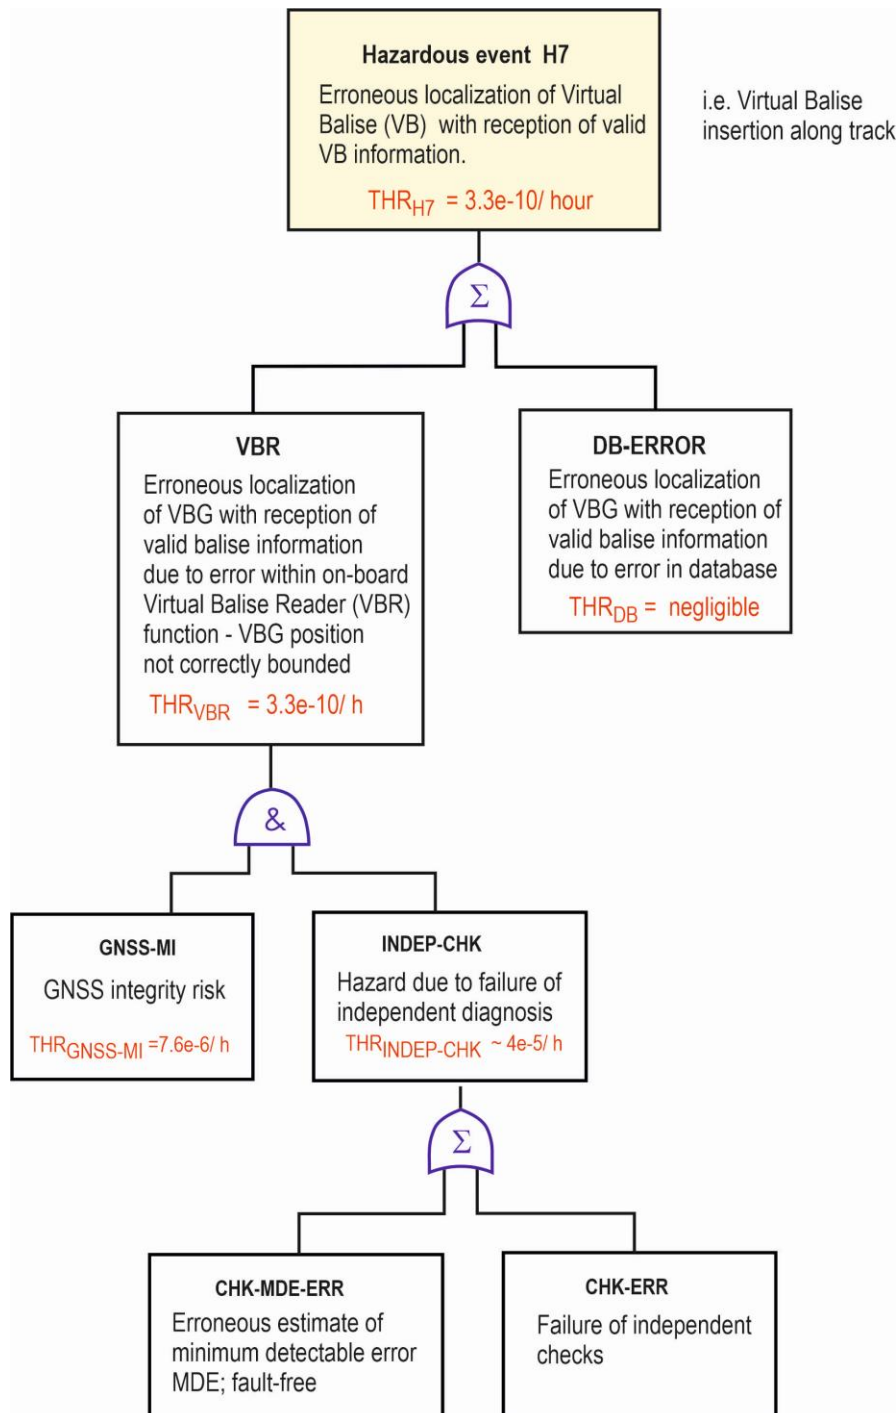 Hazardous event H7
Erroneous localization of Virtual
Balise (VB) with reception of valid
VB information.
THR_H7 = 3.3e-10/ hour
i.e. Virtual Balise
insertion along track
Σ
VBR
Erroneous localization
of VBG with reception of
valid balise information
due to error within on-board
Virtual Balise Reader (VBR)
function - VBG position
not correctly bounded
THR_VBR = 3.3e-10/ h
DB-ERROR
Erroneous localization
of VBG with reception of
valid balise information
due to error in database
THR_DB = negligible
&
GNSS-MI
GNSS integrity risk
THR_GNSS-MI =7.6e-6/ h
INDEP-CHK
Hazard due to failure of
independent diagnosis
THR_INDEP-CHK ~ 4e-5/ h
Σ
CHK-MDE-ERR
Erroneous estimate of
minimum detectable error
MDE; fault-free
CHK-ERR
Failure of independent
checks